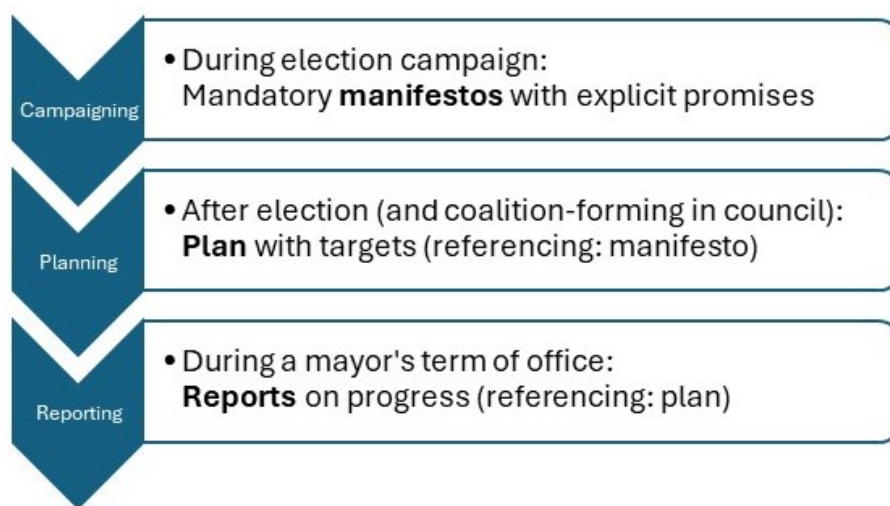 Campaigning
• During election campaign:
Mandatory manifestos with explicit promises
Planning
• After election (and coalition-forming in council):
Plan with targets (referencing: manifesto)
Reporting
• During a mayor's term of office:
Reports on progress (referencing: plan)